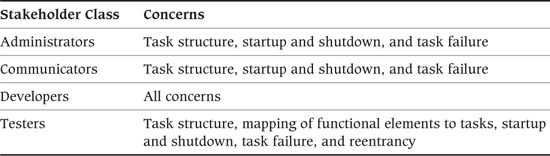 Stakeholder Class Concerns
Administrators Task structure, startup and shutdown, and task failure
Communicators Task structure, startup and shutdown, and task failure
Developers All concerns
Testers Task structure, mapping of functional elements to tasks, startup
and shutdown, task failure, and reentrancy